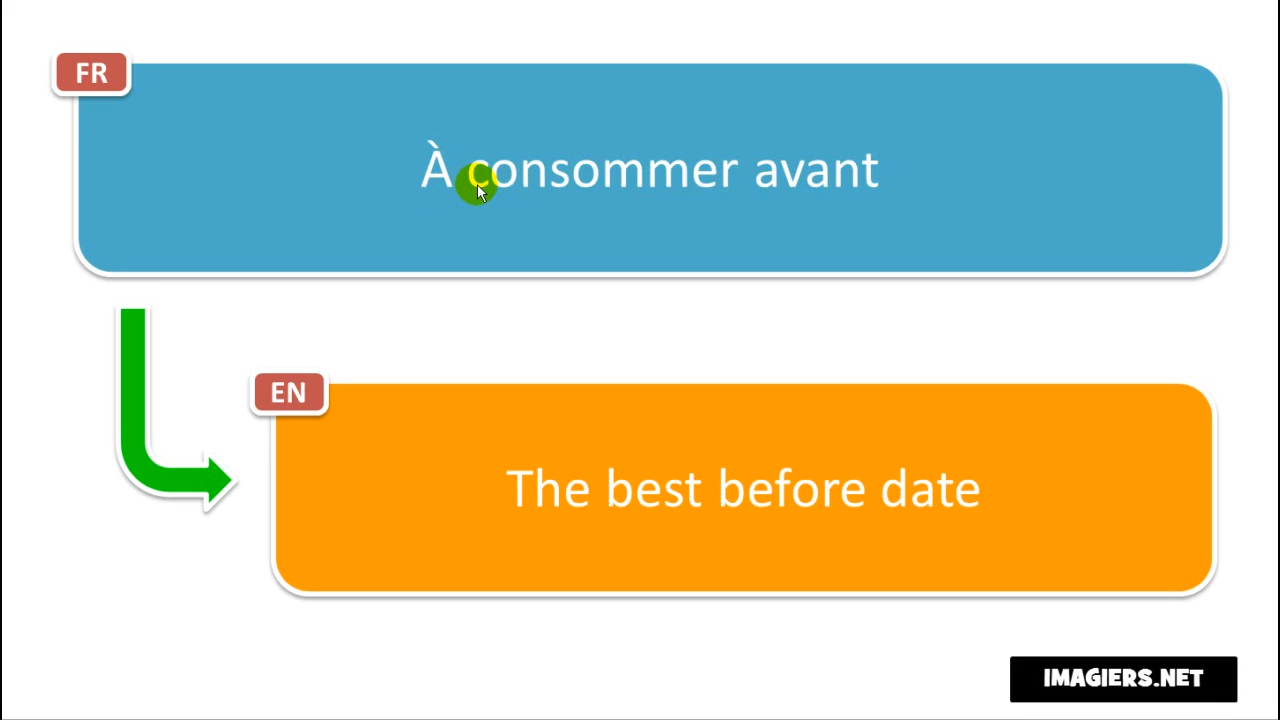 FR
À consommer avant
EN
The best before date
IMAGIERS.NET